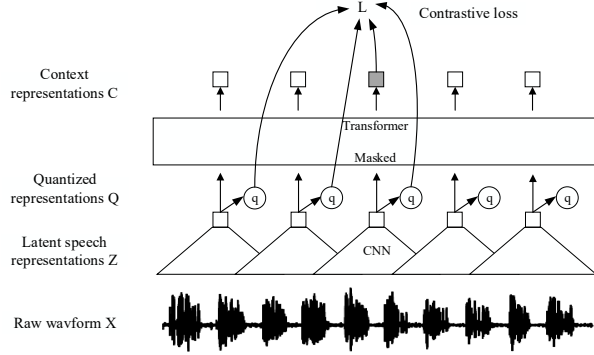 L
Contrastive loss
Context
representations C
Transformer
Masked
Quantized
representations Q
q q q q q
Latent speech
representations Z
CNN
Raw wavform X